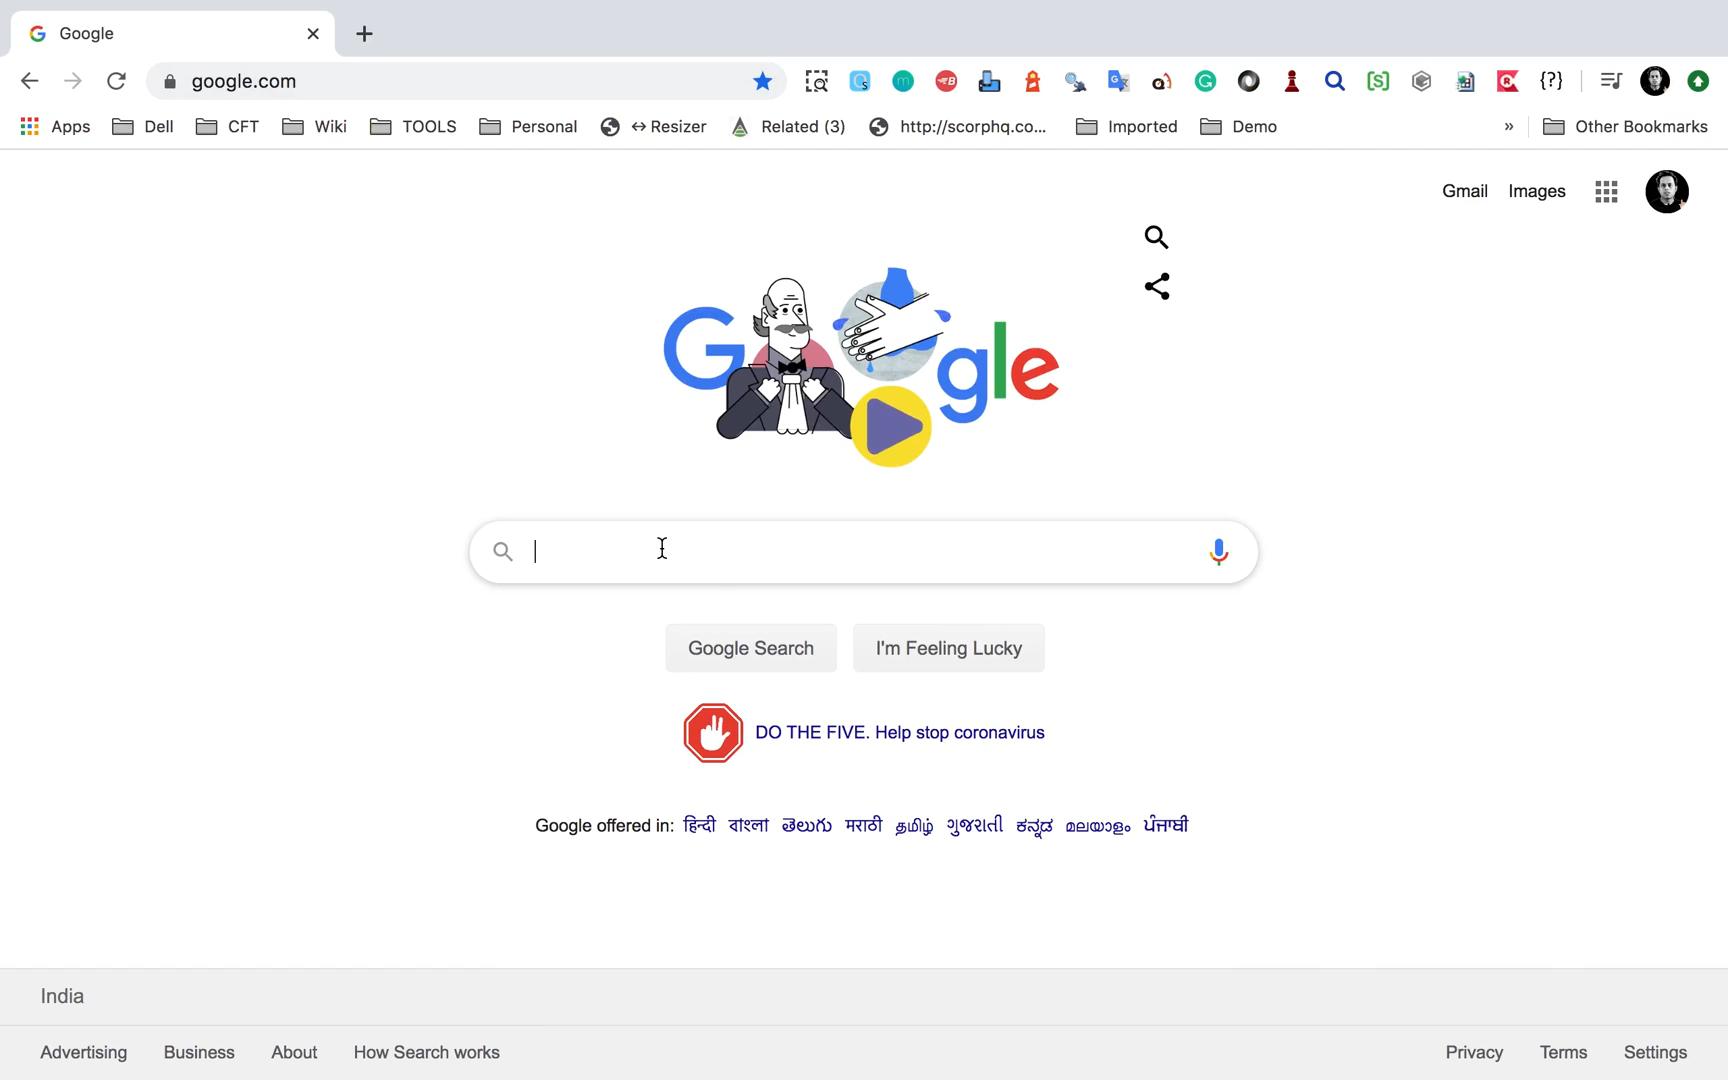 Google
google.com
Apps Dell CFT Wiki TOOLS Personal ↔Resizer Related (3) http://scorphq.co... Imported Demo » Other Bookmarks
Gmail Images
Google
Google Search I'm Feeling Lucky
DO THE FIVE. Help stop coronavirus
Google offered in: हिन्दी বাংলা తెలుగు मराठी தமிழ் ગુજરાતી ಕನ್ನಡ മലയാളം ਪੰਜਾਬੀ
India
Advertising Business About How Search works Privacy Terms Settings